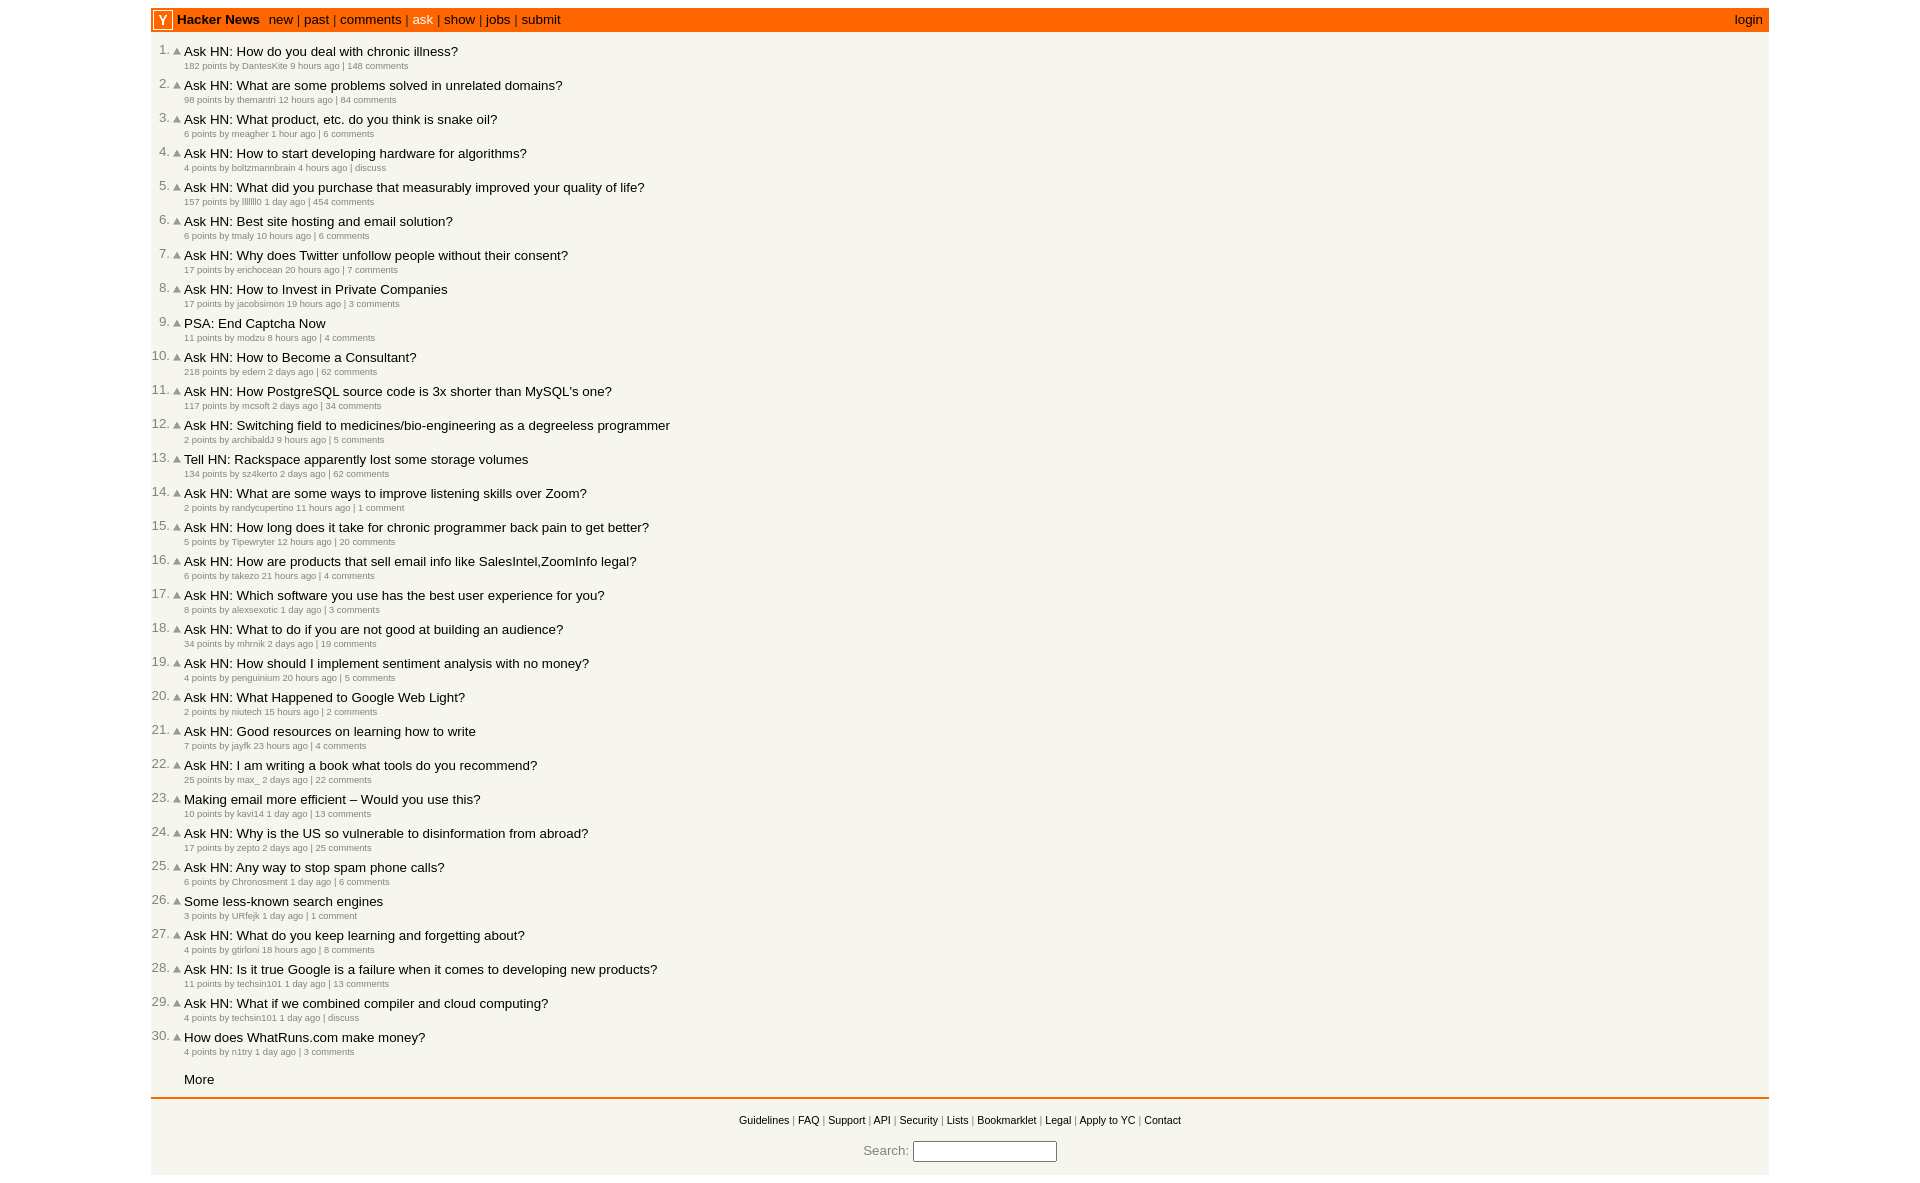 Y Hacker News new | past | comments | ask | show | jobs | submit login
1. Ask HN: How do you deal with chronic illness?
182 points by DantesKite 9 hours ago | 148 comments
2. Ask HN: What are some problems solved in unrelated domains?
98 points by themantri 12 hours ago | 84 comments
3. Ask HN: What product, etc. do you think is snake oil?
6 points by meagher 1 hour ago | 6 comments
4. Ask HN: How to start developing hardware for algorithms?
4 points by boltzmannbrain 4 hours ago | discuss
5. Ask HN: What did you purchase that measurably improved your quality of life?
157 points by 1 day ago | 454 comments
6. Ask HN: Best site hosting and email solution?
6 points by tmaly 10 hours ago | 6 comments
7. Ask HN: Why does Twitter unfollow people without their consent?
17 points by erichocean 20 hours ago | 7 comments
8. Ask HN: How to Invest in Private Companies
17 points by jacobsimon 19 hours ago | 3 comments
9. PSA: End Captcha Now
11 points by modzu 8 hours ago | 4 comments
10. Ask HN: How to Become a Consultant?
218 points by edem 2 days ago | 62 comments
11. Ask HN: How PostgreSQL source code is 3x shorter than MySQL's one?
117 points by mcsoft 2 days ago | 34 comments
12. Ask HN: Switching field to medicines/bio-engineering as a degreeless programmer
2 points by archibaldJ 9 hours ago | 5 comments
13. Tell HN: Rackspace apparently lost some storage volumes
134 points by sz4kerto 2 days ago | 62 comments
14. Ask HN: What are some ways to improve listening skills over Zoom?
2 points by randycupertino 11 hours ago | 1 comment
15. Ask HN: How long does it take for chronic programmer back pain to get better?
5 points by Tipewryter 12 hours ago | 20 comments
16. Ask HN: How are products that sell email info like SalesIntel,ZoomInfo legal?
6 points by takezo 21 hours ago | 4 comments
17. Ask HN: Which software you use has the best user experience for you?
8 points by alexsexotic 1 day ago | 3 comments
18. Ask HN: What to do if you are not good at building an audience?
34 points by mhrnik 2 days ago | 19 comments
19. Ask HN: How should I implement sentiment analysis with no money?
4 points by penguinium 20 hours ago | 5 comments
20. Ask HN: What Happened to Google Web Light?
2 points by niutech 15 hours ago | 2 comments
21. Ask HN: Good resources on learning how to write
7 points by jayfk 23 hours ago | 4 comments
22. Ask HN: I am writing a book what tools do you recommend?
25 points by max_ 2 days ago | 22 comments
23. Making email more efficient – Would you use this?
10 points by kavi14 1 day ago | 13 comments
24. Ask HN: Why is the US so vulnerable to disinformation from abroad?
17 points by zepto 2 days ago | 25 comments
25. Ask HN: Any way to stop spam phone calls?
6 points by Chronosment 1 day ago | 6 comments
26. Some less-known search engines
3 points by URfejk 1 day ago | 1 comment
27. Ask HN: What do you keep learning and forgetting about?
4 points by gtirloni 18 hours ago | 8 comments
28. Ask HN: Is it true Google is a failure when it comes to developing new products?
11 points by techsin101 1 day ago | 13 comments
29. Ask HN: What if we combined compiler and cloud computing?
4 points by techsin101 1 day ago | discuss
30. How does WhatRuns.com make money?
4 points by n1try 1 day ago | 3 comments
More
Guidelines | FAQ | Support | API | Security | Lists | Bookmarklet | Legal | Apply to YC | Contact
Search: